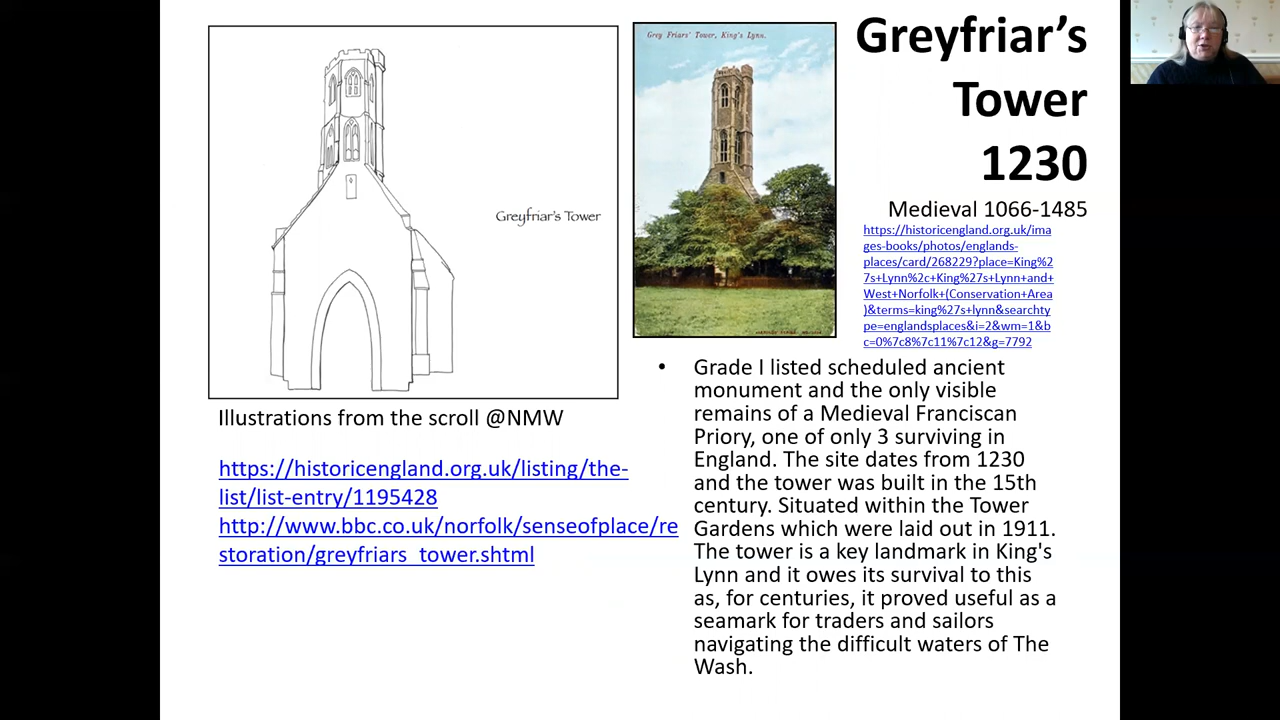 Greyfriar's
Tower
1230
Medieval 1066-1485
https://historicengland.org.uk/ima
ges-books/photos/englands-
places/card/268229?place=King%2
7s+Lynn%2c+King%27s+Lynn+and+
West+Norfolk+(Conservation+Area
)&terms=king%27s+lynn&searchty
pe=englandsplaces&i=2&wm=1&b
c=0%7c8%7c11%7c12&g=7792
Grey Friars' Tower, King's Lynn.
Greyfriar's Tower
Illustrations from the scroll @NMW
https://historicengland.org.uk/listing/the-
list/list-entry/1195428
http://www.bbc.co.uk/norfolk/senseofplace/re
storation/greyfriars_tower.shtml
• Grade I listed scheduled ancient
monument and the only visible
remains of a Medieval Franciscan
Priory, one of only 3 surviving in
England. The site dates from 1230
and the tower was built in the 15th
century. Situated within the Tower
Gardens which were laid out in 1911.
The tower is a key landmark in King's
Lynn and it owes its survival to this
as, for centuries, it proved useful as a
seamark for traders and sailors
navigating the difficult waters of The
Wash.